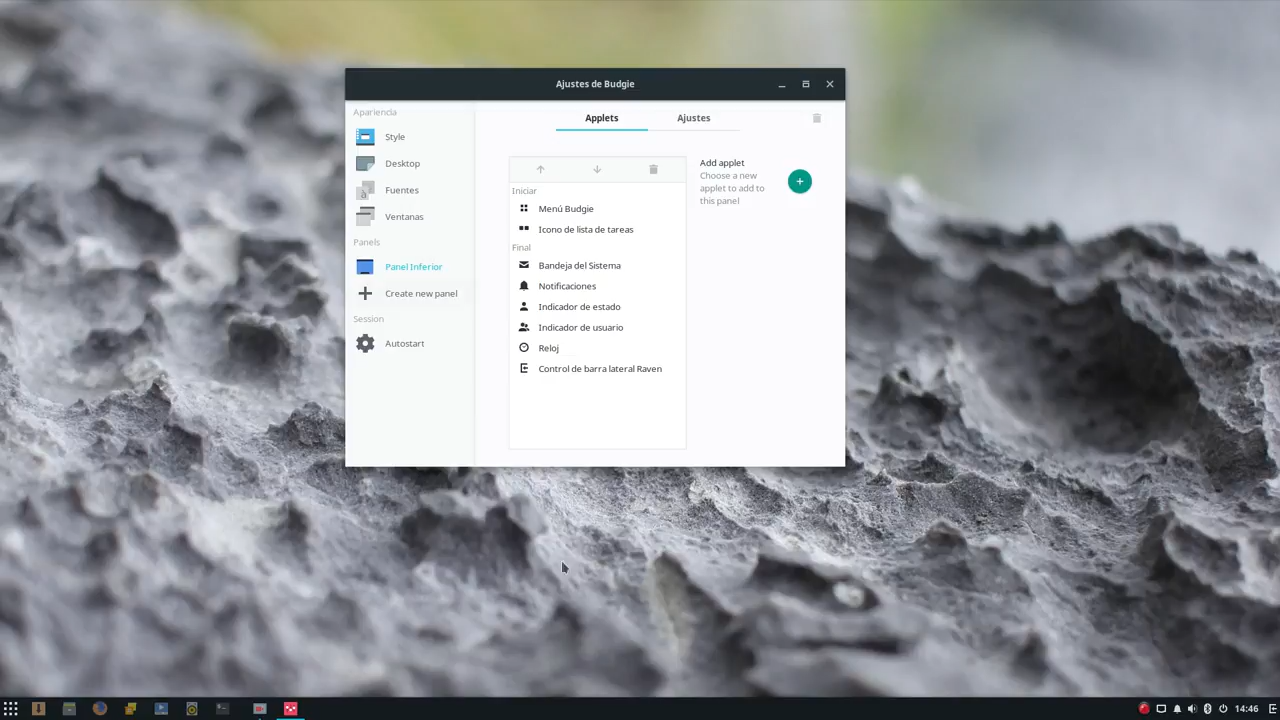 Ajustes de Budgie
Apariencia
Style
Desktop
Fuentes
Ventanas
Panels
Panel Inferior
Create new panel
Session
Autostart
Applets
Ajustes
Iniciar
Menú Budgie
Icono de lista de tareas
Final
Bandeja del Sistema
Notificaciones
Indicador de estado
Indicador de usuario
Reloj
Control de barra lateral Raven
Add applet
Choose a new
applet to add to
this panel
14:46